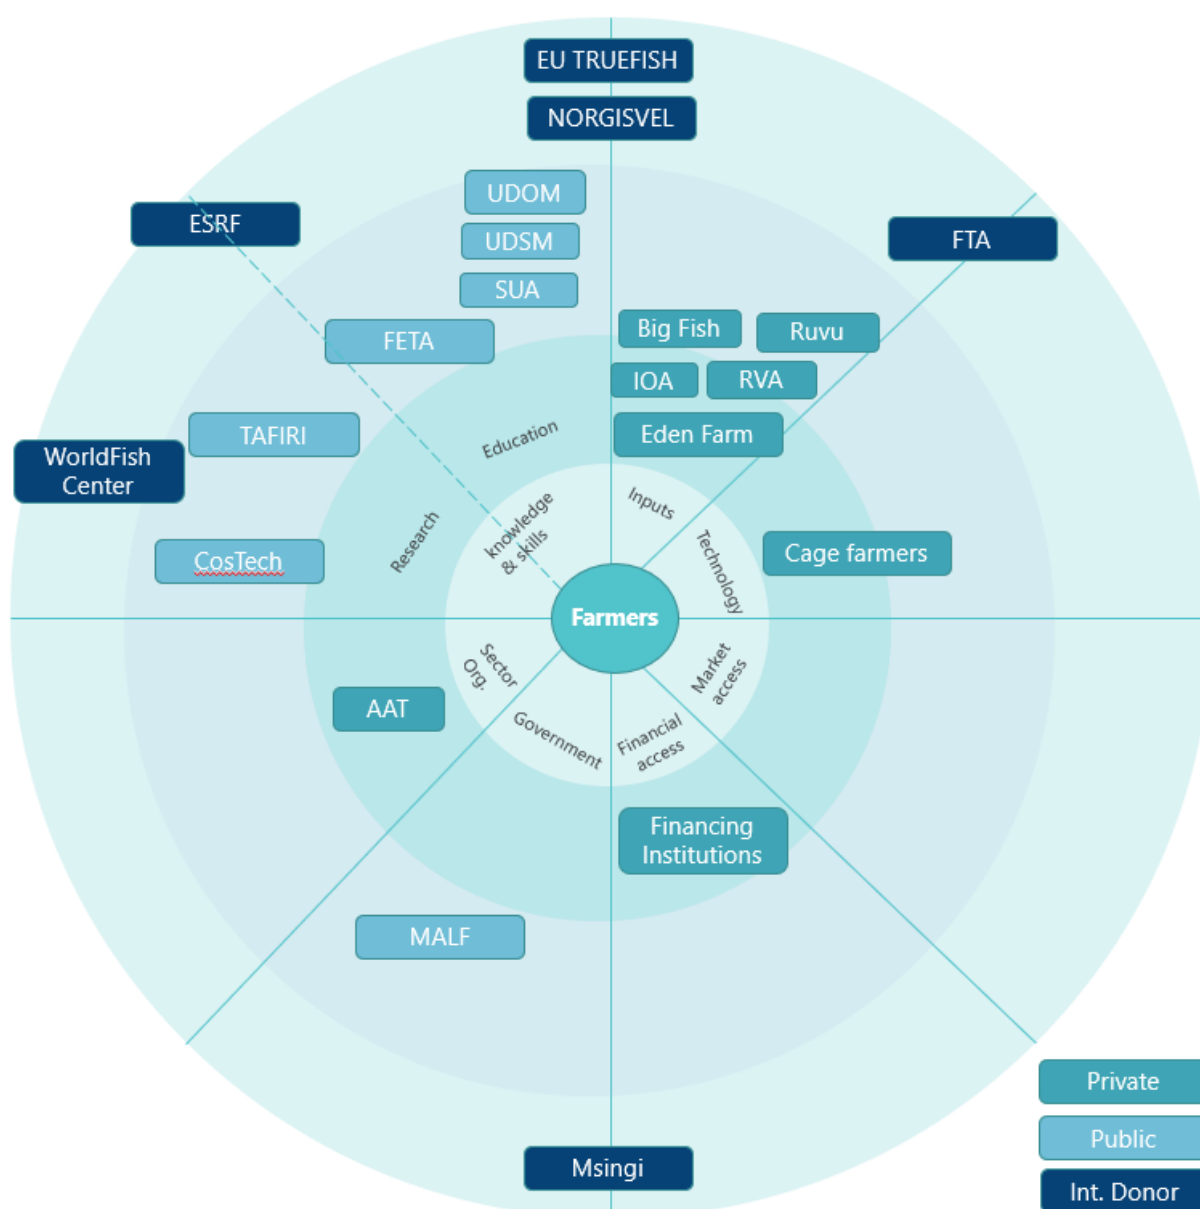 EU TRUEFISH
NORGISVEL
UDOM
ESRF
UDSM
FTA
SUA
Big Fish
Ruvu
FETA
IOA
RVA
TAFIRI
Education
Eden Farm
WorldFish
Center
Inputs
knowledge
& skills
Research
Technology
CosTech
Cage farmers
Farmers
Sector
Org.
Market
access
AAT
Government
Financial
access
Financing
Institutions
MALF
Private
Public
Msingi
Int. Donor